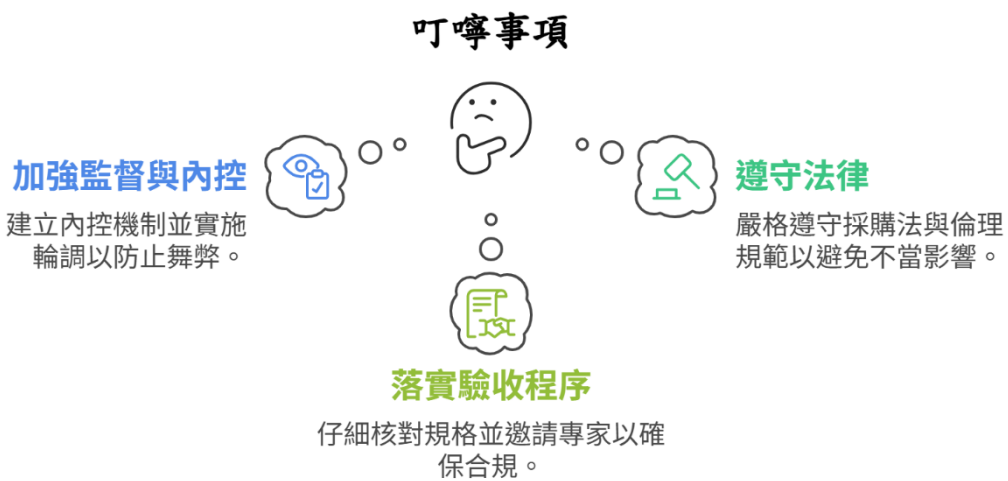 叮嚀事項
加強監督與內控
建立內控機制並實施
輪調以防止舞弊。
遵守法律
嚴格遵守採購法與倫理
規範以避免不當影響。
落實驗收程序
仔細核對規格並邀請專家以確
保合規。